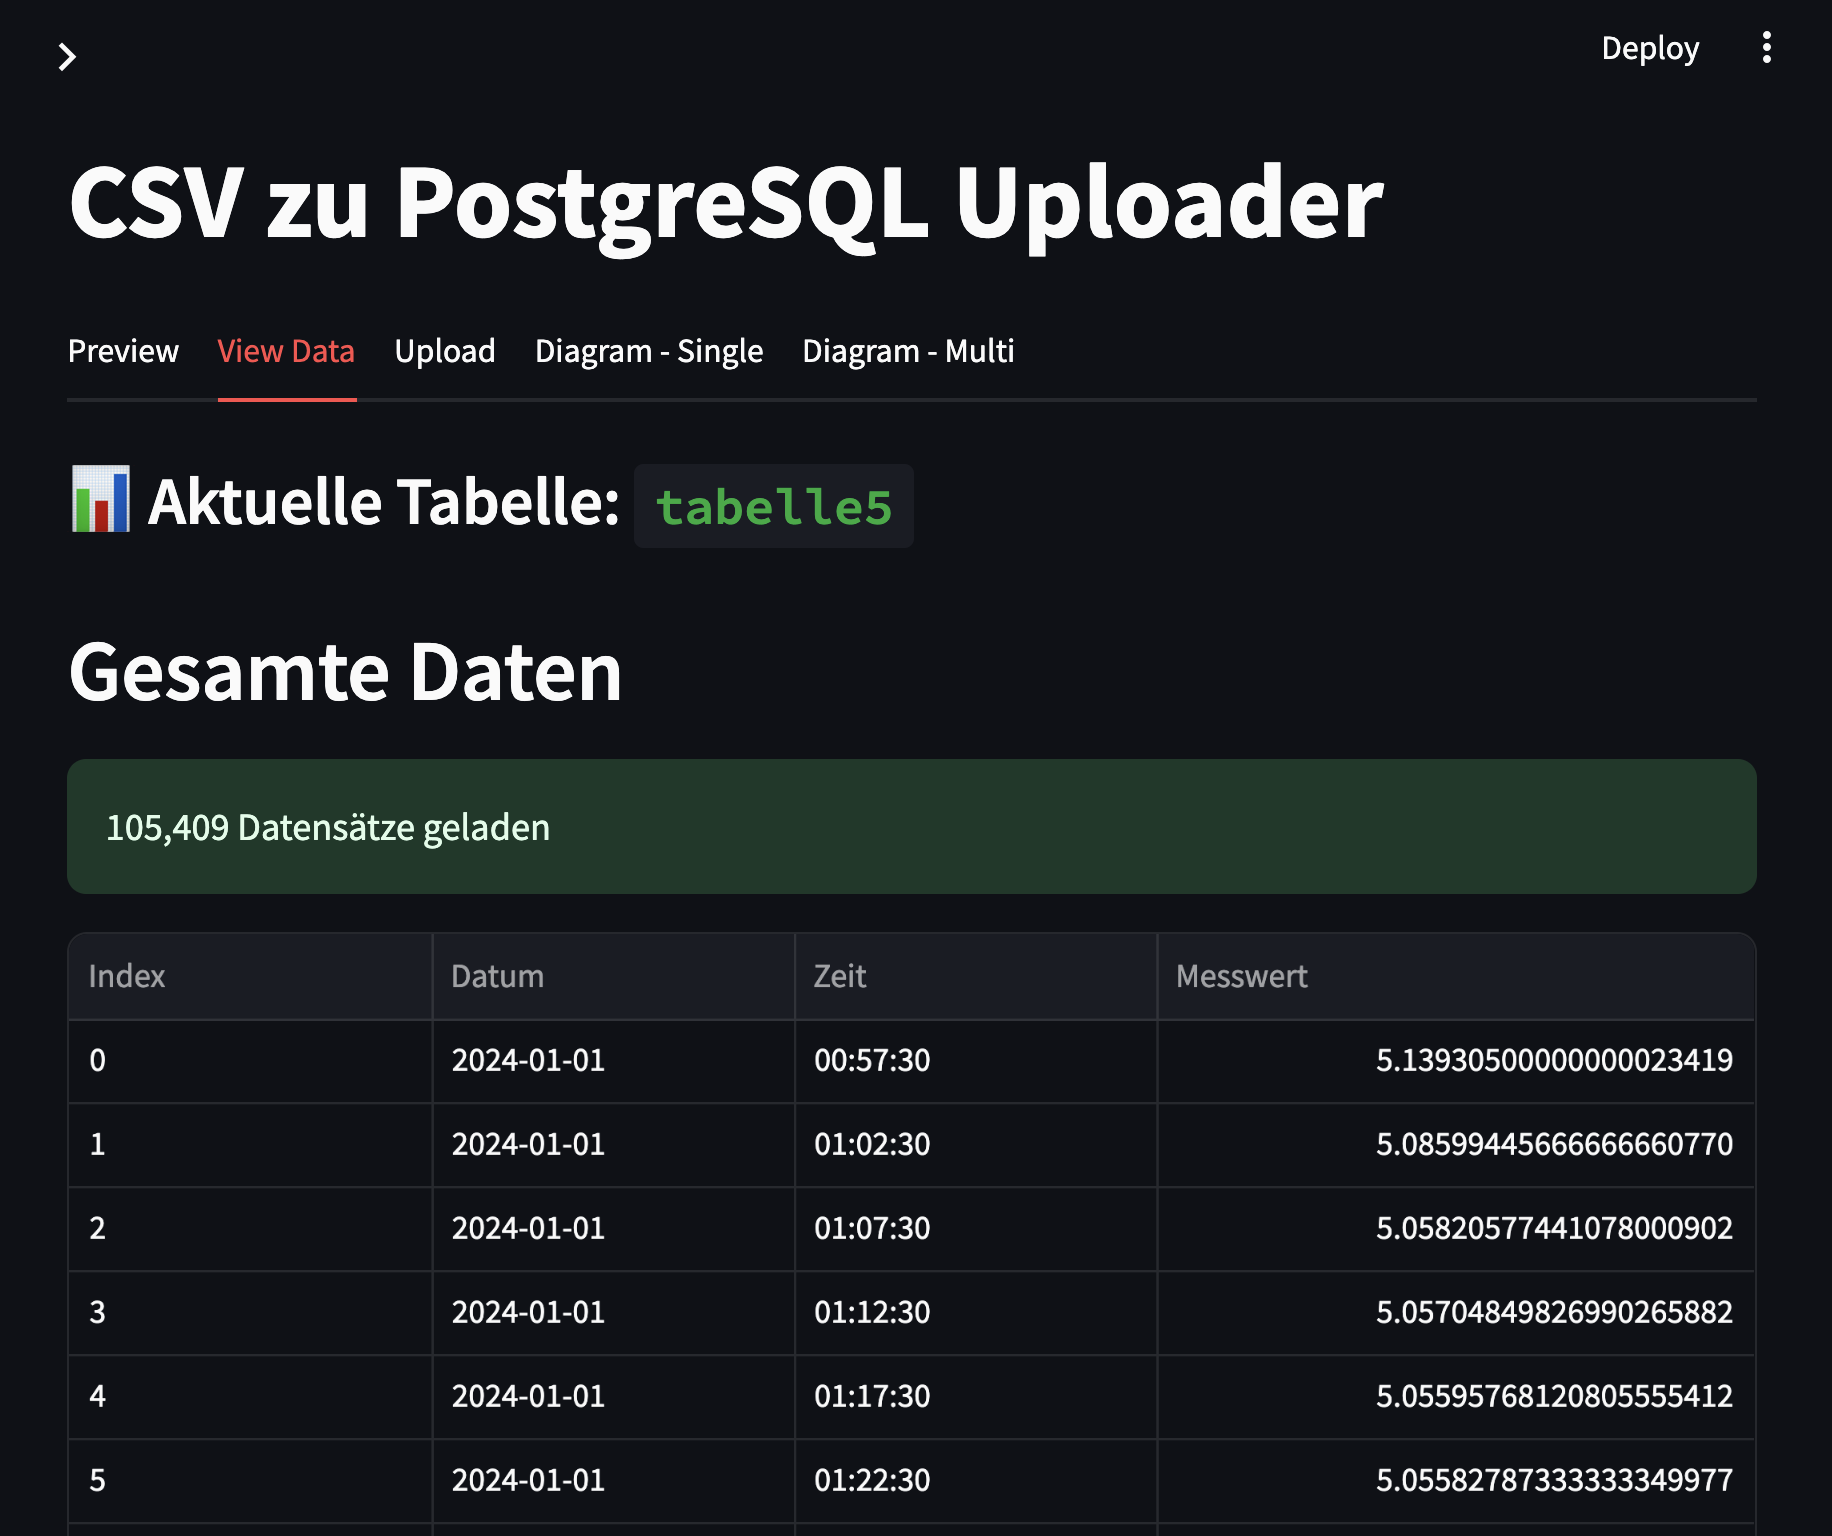 Deploy
CSV zu PostgreSQL Uploader
Preview View Data Upload Diagram - Single Diagram - Multi
Aktuelle Tabelle: tabelle5
Gesamte Daten
105,409 Datensätze geladen
Index Datum Zeit Messwert
0 2024-01-01 00:57:30 5.13930500000000023419
1 2024-01-01 01:02:30 5.08599445666666660770
2 2024-01-01 01:07:30 5.05820577441078000902
3 2024-01-01 01:12:30 5.05704849826990265882
4 2024-01-01 01:17:30 5.05595768120805555412
5 2024-01-01 01:22:30 5.05582787333333349977